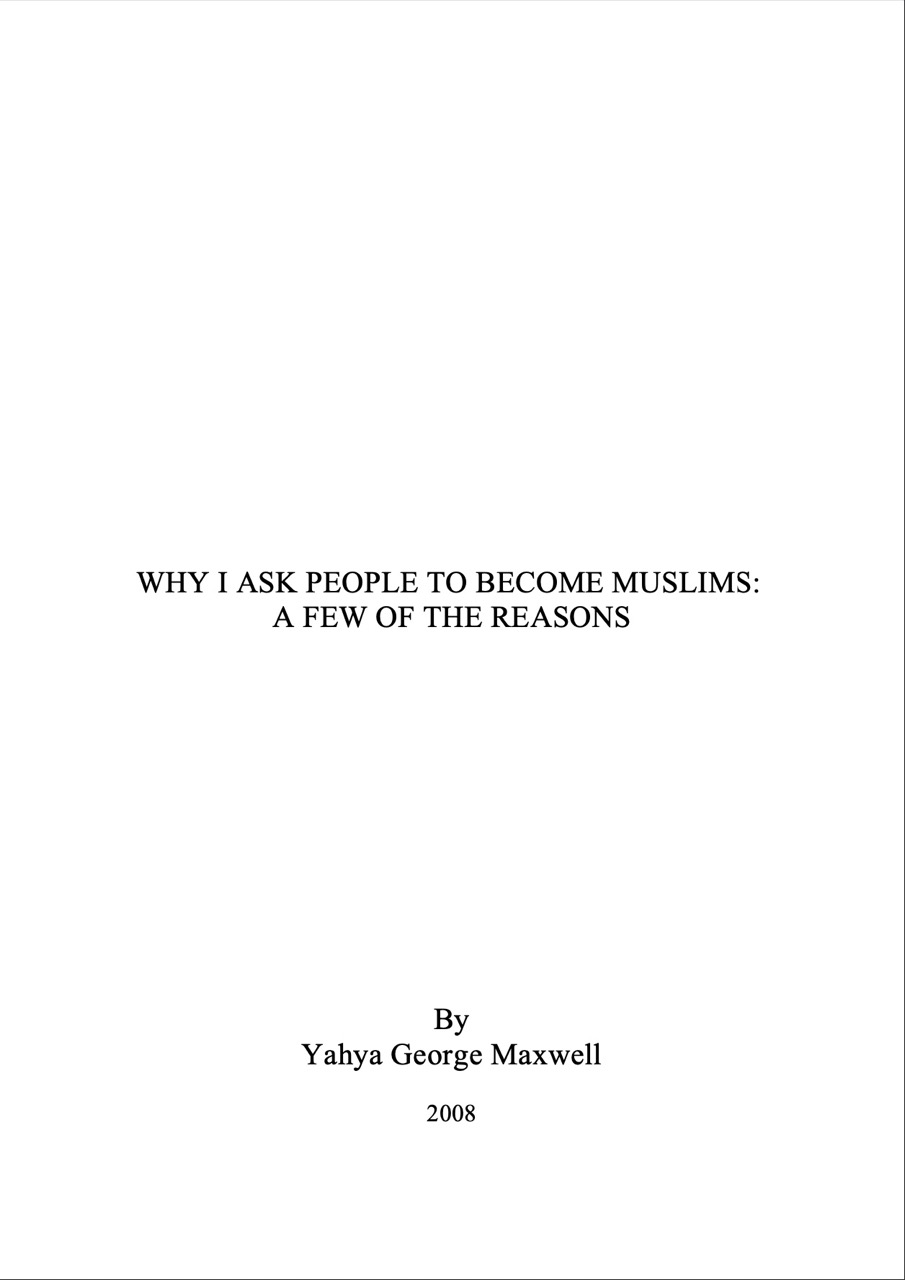 WHY I ASK PEOPLE TO BECOME MUSLIMS:
A FEW OF THE REASONS
By
Yahya George Maxwell
2008